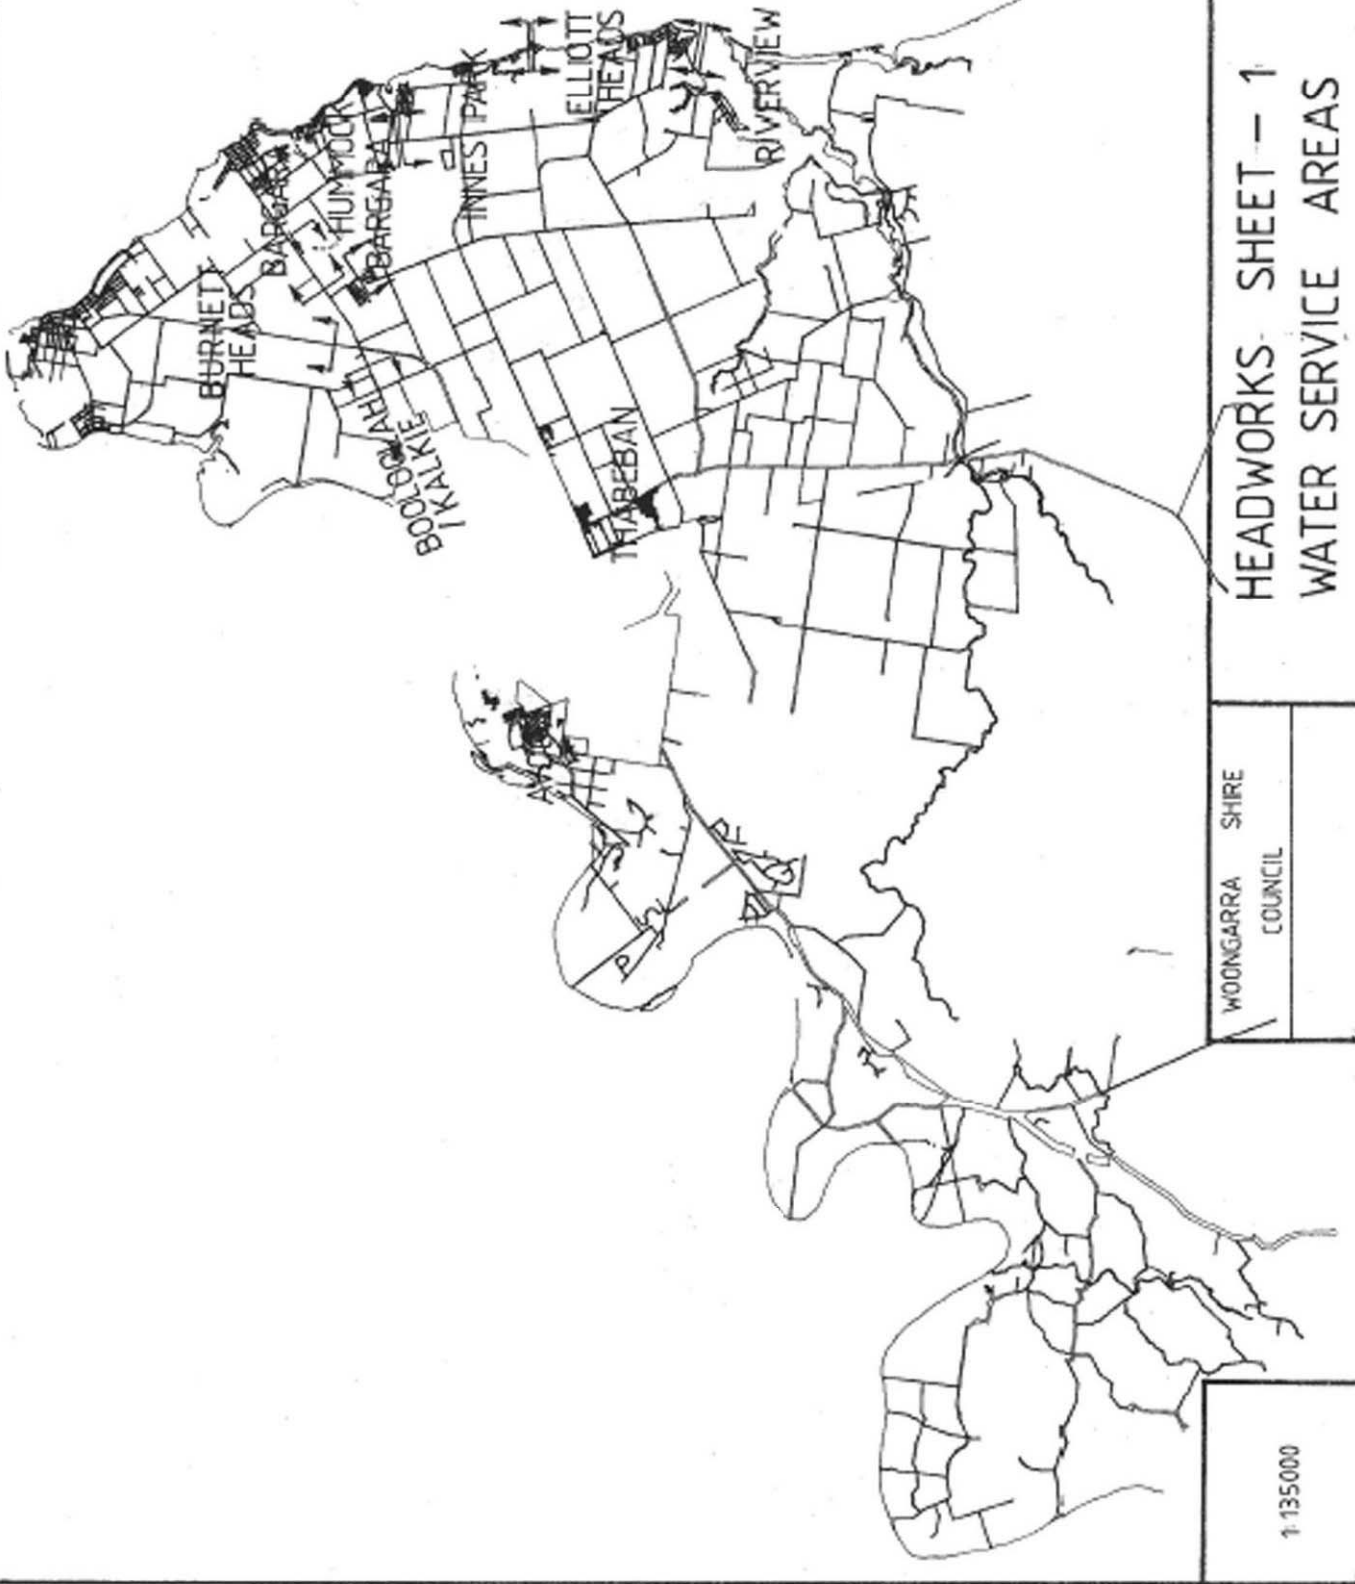 BURNETT
HEADS
BARGARA
HUMMOCK
BARGARA
INNES PARK
ELLIOTT
HEADS
RIVERVIEW
BOOLOOLAH
KALKIE
THABEBAN
1:135000
WOONGARRA SHIRE
COUNCIL
HEADWORKS SHEET - 1
WATER SERVICE AREAS